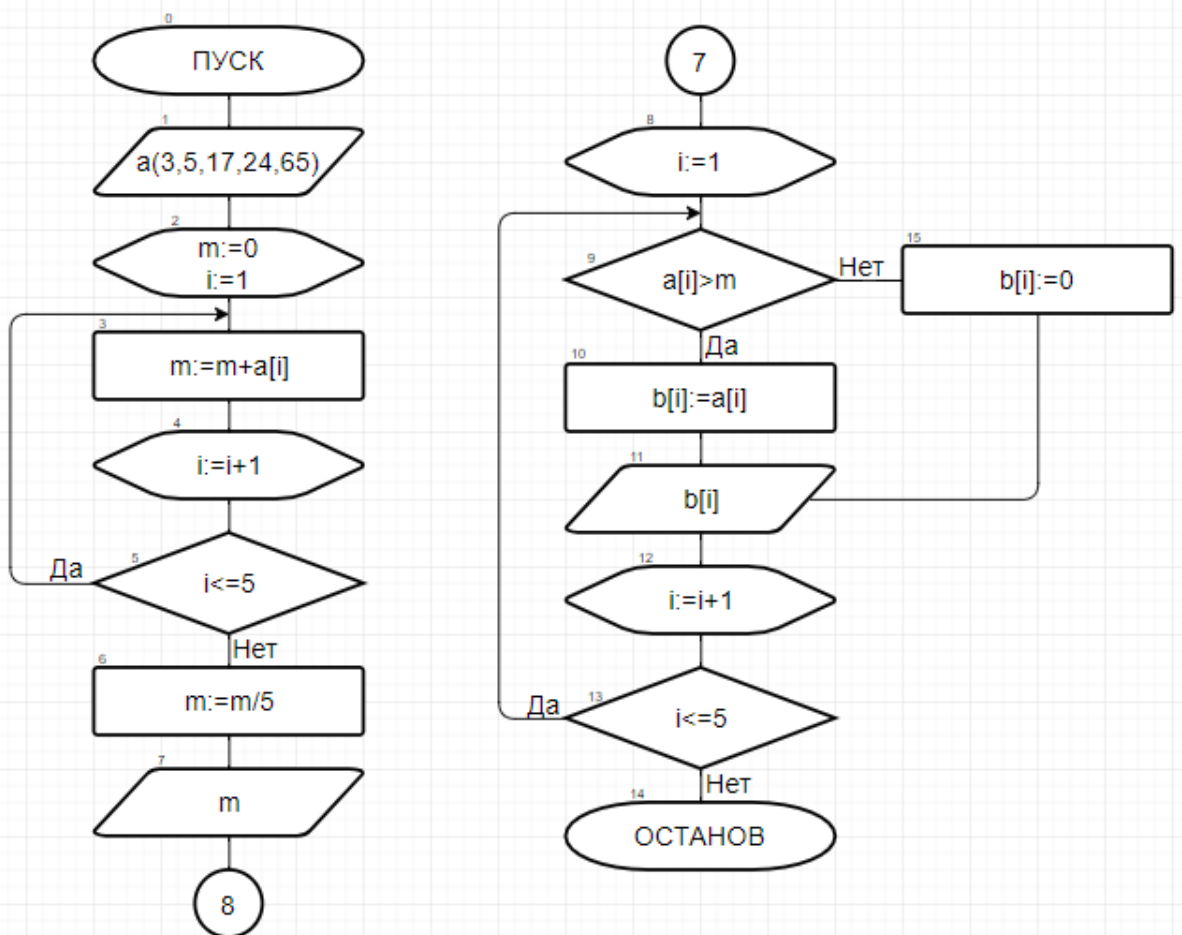 0
ПУСК
1
a(3,5,17,24,65)
2
m:=0
i:=1
3
m:=m+a[i]
4
i:=i+1
5
i<=5
Да
Нет
6
m:=m/5
7
m
8
7
8
i:=1
9
a[i]>m
Нет
15
b[i]:=0
Да
10
b[i]:=a[i]
11
b[i]
12
i:=i+1
13
i<=5
Да
Нет
14
ОСТАНОВ